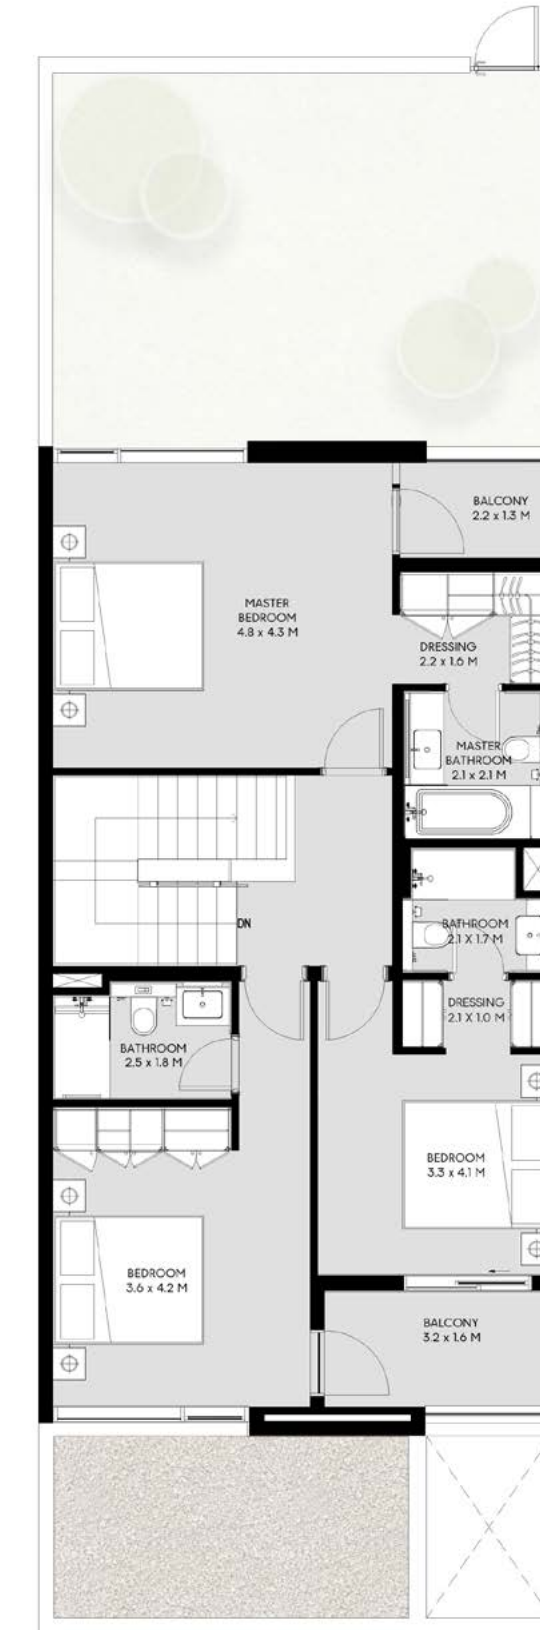 BALCONY
2.2 x 1.3 M
MASTER
BEDROOM
4.8 x 4.3 M
DRESSING
2.2 x 1.6 M
MASTER
BATHROOM
2.1 x 2.1 M
DN
BATHROOM
2.1 X 1.7 M
DRESSING
2.1 X 1.0 M
BATHROOM
2.5 x 1.8 M
BEDROOM
3.3 x 4.1 M
BEDROOM
3.6 x 4.2 M
BALCONY
3.2 x 1.6 M